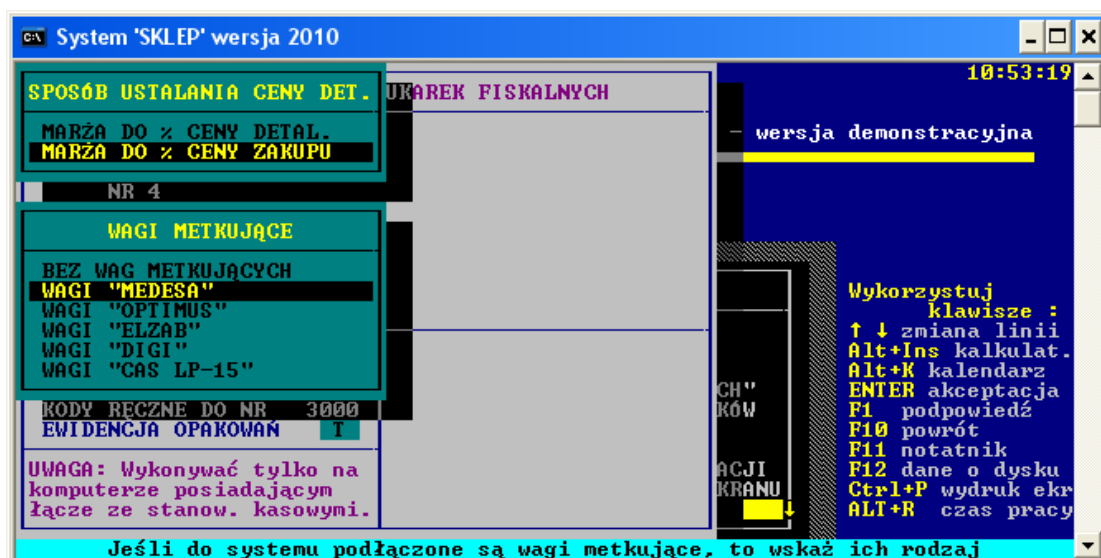 System 'SKLEP' wersja 2010
10:53:19
SPOSÓB USTALANIA CENY DET.
UKAREK FISKALNYCH
MARŻA DO % CENY DETAL.
MARŻA DO % CENY ZAKUPU
- wersja demonstracyjna
NR 4
WAGI METKUJĄCE
BEZ WAG METKUJĄCYCH
WAGI "MEDESA"
WAGI "OPTIMUS"
WAGI "ELZAB"
WAGI "DIGI"
WAGI "CAS LP-15"
KODY RĘCZNE DO NR 3000
EWIDENCJA OPAKOWAŃ T
UWAGA: Wykonywać tylko na
komputerze posiadającym
łącze ze stanow. kasowymi.
CH"
KÓW
ACJI
KRANU
Wykorzystuj
klawisze :
↑ ↓ zmiana linii
Alt+Ins kalkulat.
Alt+K kalendarz
ENTER akceptacja
F1 podpowiedź
F10 powrót
F11 notatnik
F12 dane o dysku
Ctrl+P wydruk ekr
ALT+R czas pracy
Jeśli do systemu podłączone są wagi metkujące, to wskaż ich rodzaj